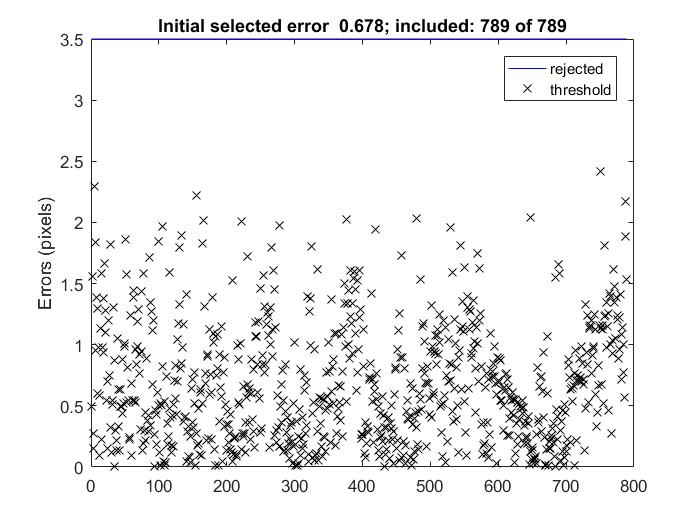 Initial selected error  0.678; included: 789 of 789
3.5
3
2.5
2
1.5
1
0.5
0
Errors (pixels)
rejected
threshold
0 100 200 300 400 500 600 700 800